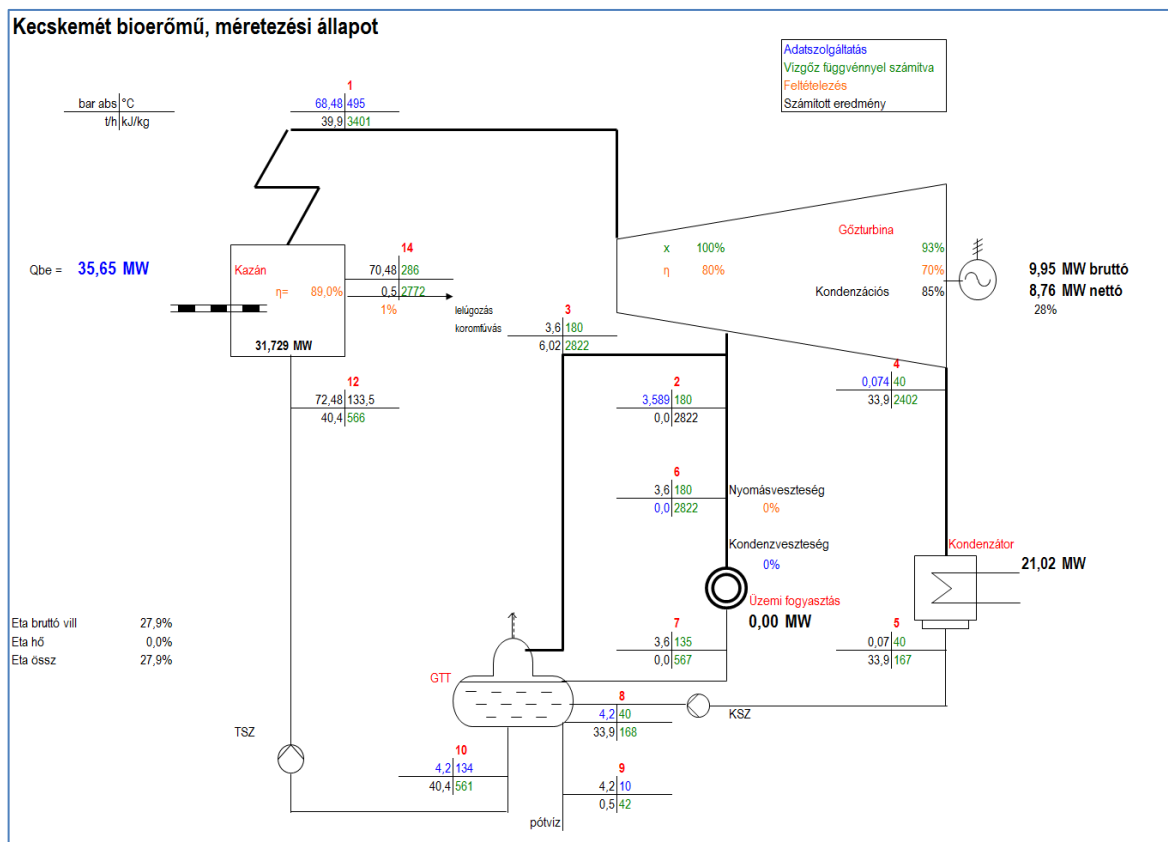 Kecskemét bioerőmű, méretezési állapot
Adatszolgáltatás
Vízgőz függvénnyel számítva
Feltételezés
Számított eredmény
bar abs °C
t/h kJ/kg
1
68,48 495
39,9 3401
Qbe = 35,65 MW
Kazán
η= 89,0%
31,729 MW
14
70,48 286
0,5 2772
1%
lelúgozás
koromfúvás
Gőzturbina
x 100% 93%
η 80% 70%
Kondenzációs 85%
9,95 MW bruttó
8,76 MW nettó
28%
3
3,6 180
6,02 2822
12
72,48 133,5
40,4 566
2
3,589 180
0,0 2822
4
0,074 40
33,9 2402
6
3,6 180
0,0 2822
Nyomásveszteség
0%
Kondenzveszteség
0%
Kondenzátor
21,02 MW
Üzemi fogyasztás
0,00 MW
Eta bruttó vill 27,9%
Eta hő 0,0%
Eta össz 27,9%
7
3,6 135
0,0 567
5
0,07 40
33,9 167
GTT
8
4,2 40
33,9 168
KSZ
TSZ
10
4,2 134
40,4 561
9
4,2 10
0,5 42
pótvíz